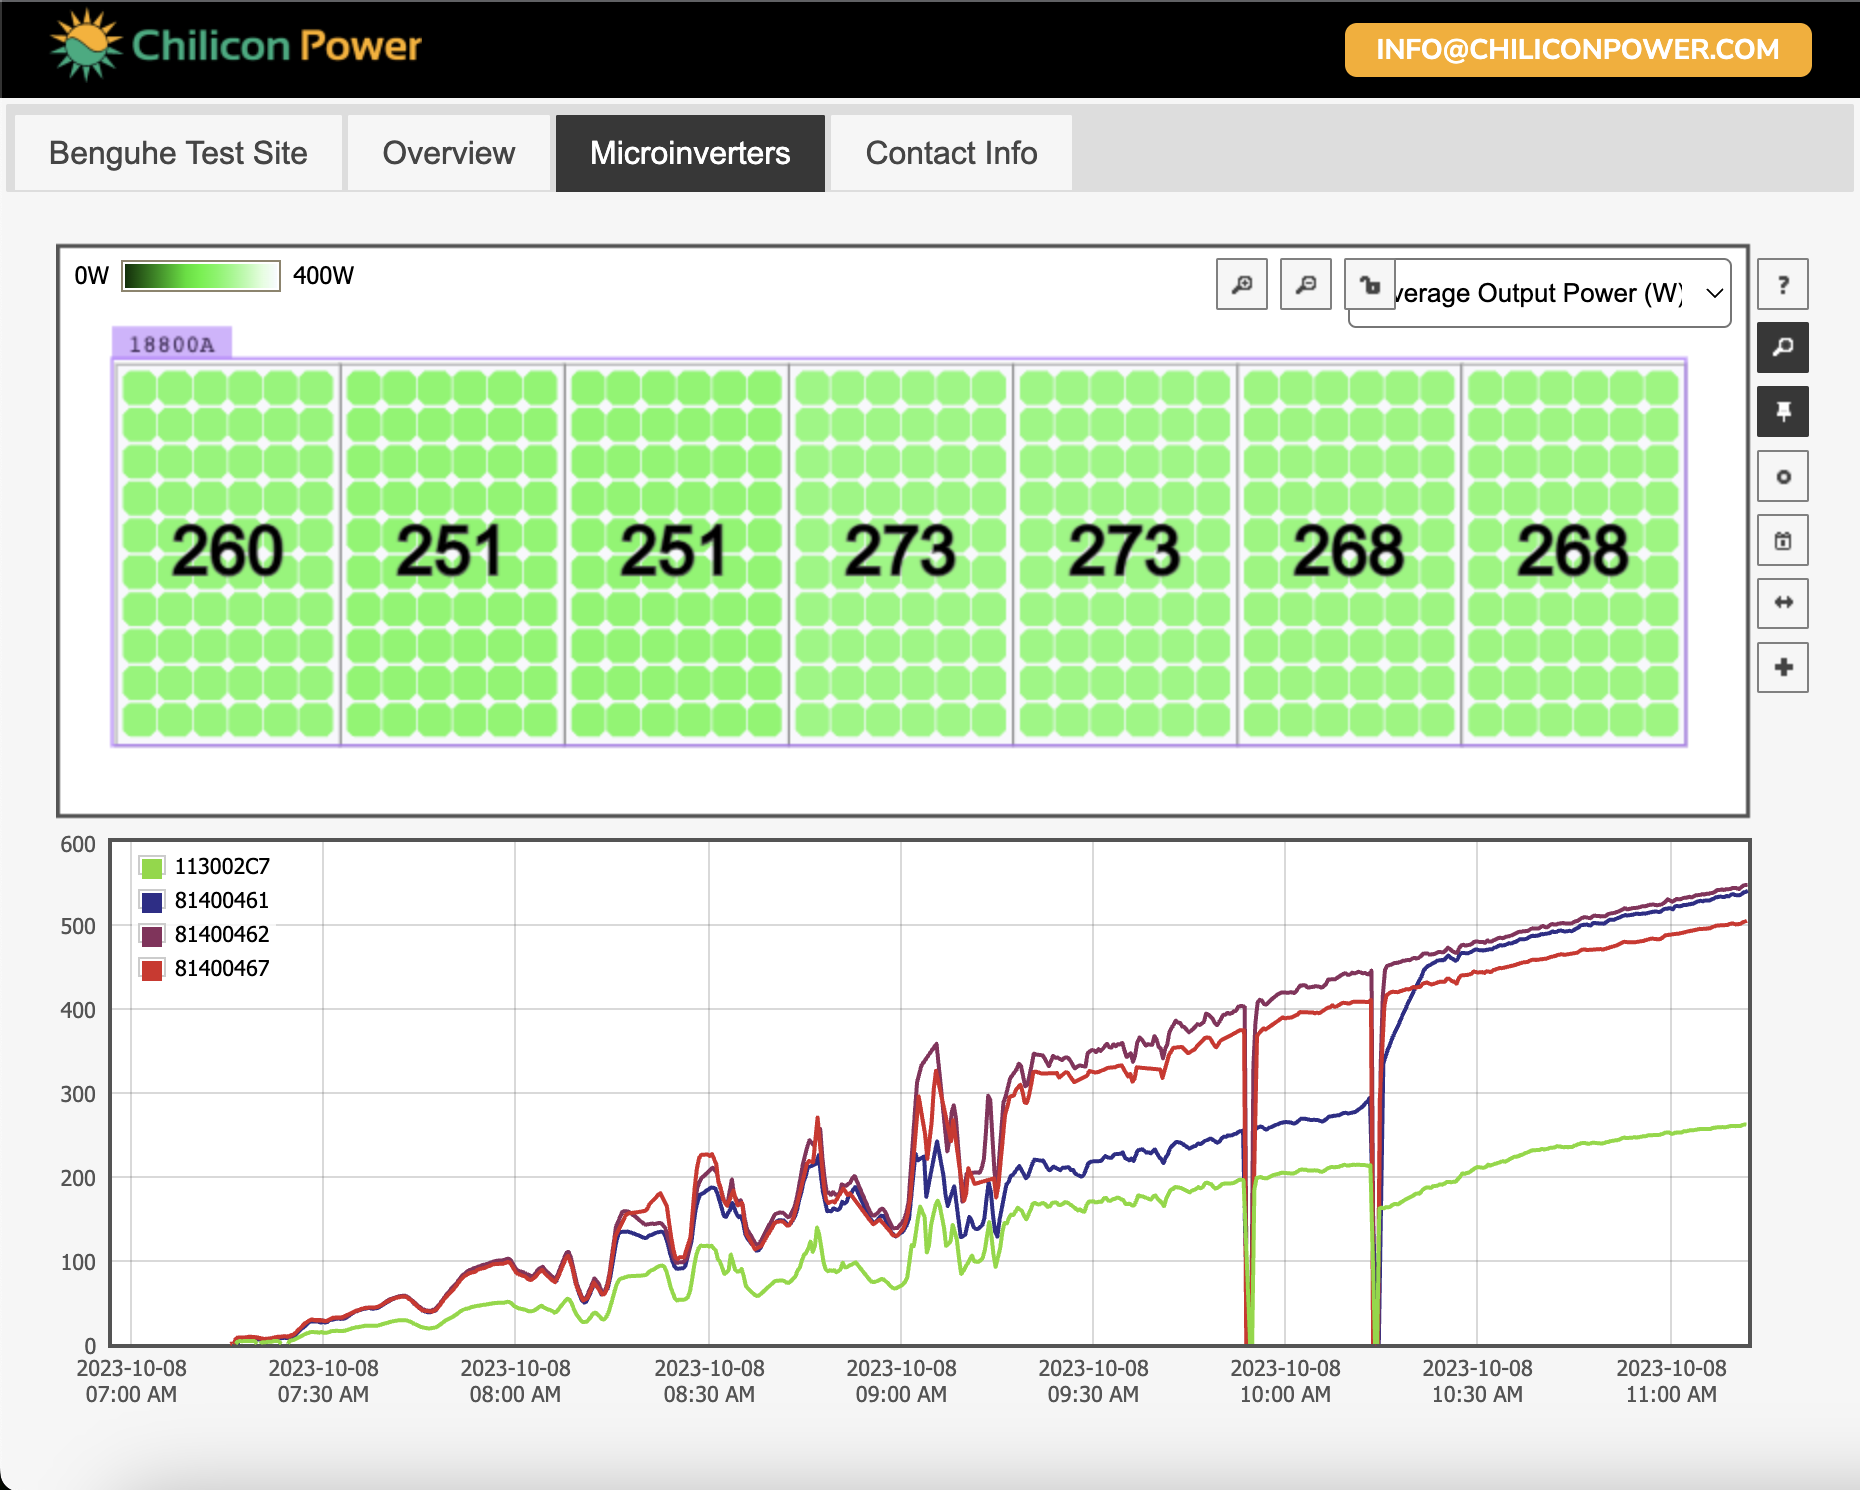 Chilicon Power
INFO@CHILICONPOWER.COM
Benguhe Test Site
Overview
Microinverters
Contact Info
0W
400W
verage Output Power (W)
?
18800A
260
251
251
273
273
268
268
600
500
400
300
200
100
0
113002C7
81400461
81400462
81400467
2023-10-08
07:00 AM
2023-10-08
07:30 AM
2023-10-08
08:00 AM
2023-10-08
08:30 AM
2023-10-08
09:00 AM
2023-10-08
09:30 AM
2023-10-08
10:00 AM
2023-10-08
10:30 AM
2023-10-08
11:00 AM